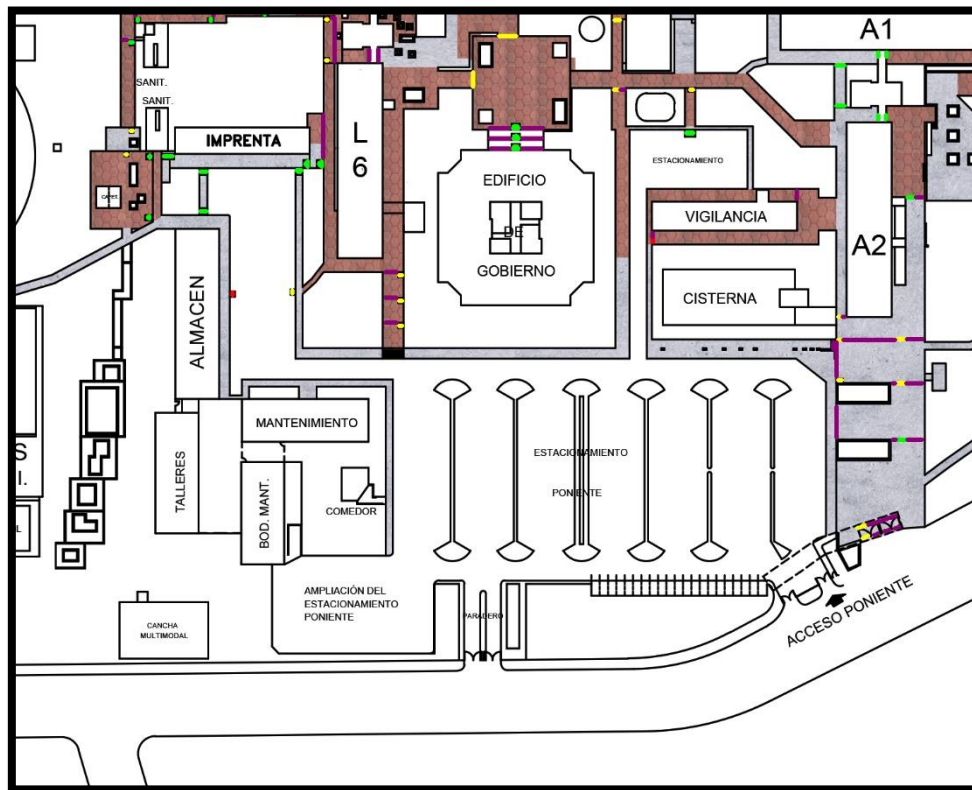 A1
SANIT.
SANIT.
IMPRENTA
L
6
EDIFICIO
DE
GOBIERNO
ESTACIONAMIENTO
VIGILANCIA
A2
CISTERNA
ALMACEN
MANTENIMIENTO
TALLERES
BOD. MANT.
COMEDOR
ESTACIONAMIENTO
PONIENTE
S
I.
L
AMPLIACIÓN DEL
ESTACIONAMIENTO
PONIENTE
PARADERO
CANCHA
MULTIMODAL
ACCESO PONIENTE